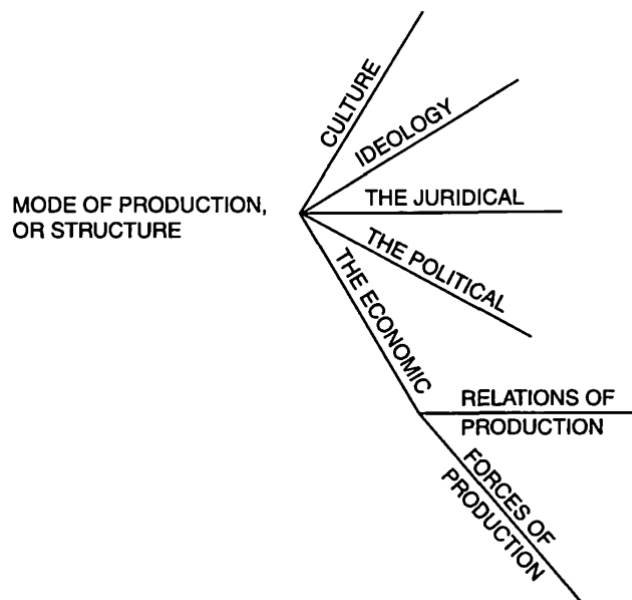 CULTURE
IDEOLOGY
THE JURIDICAL
MODE OF PRODUCTION,
OR STRUCTURE
THE POLITICAL
THE ECONOMIC
RELATIONS OF
PRODUCTION
FORCES OF
PRODUCTION